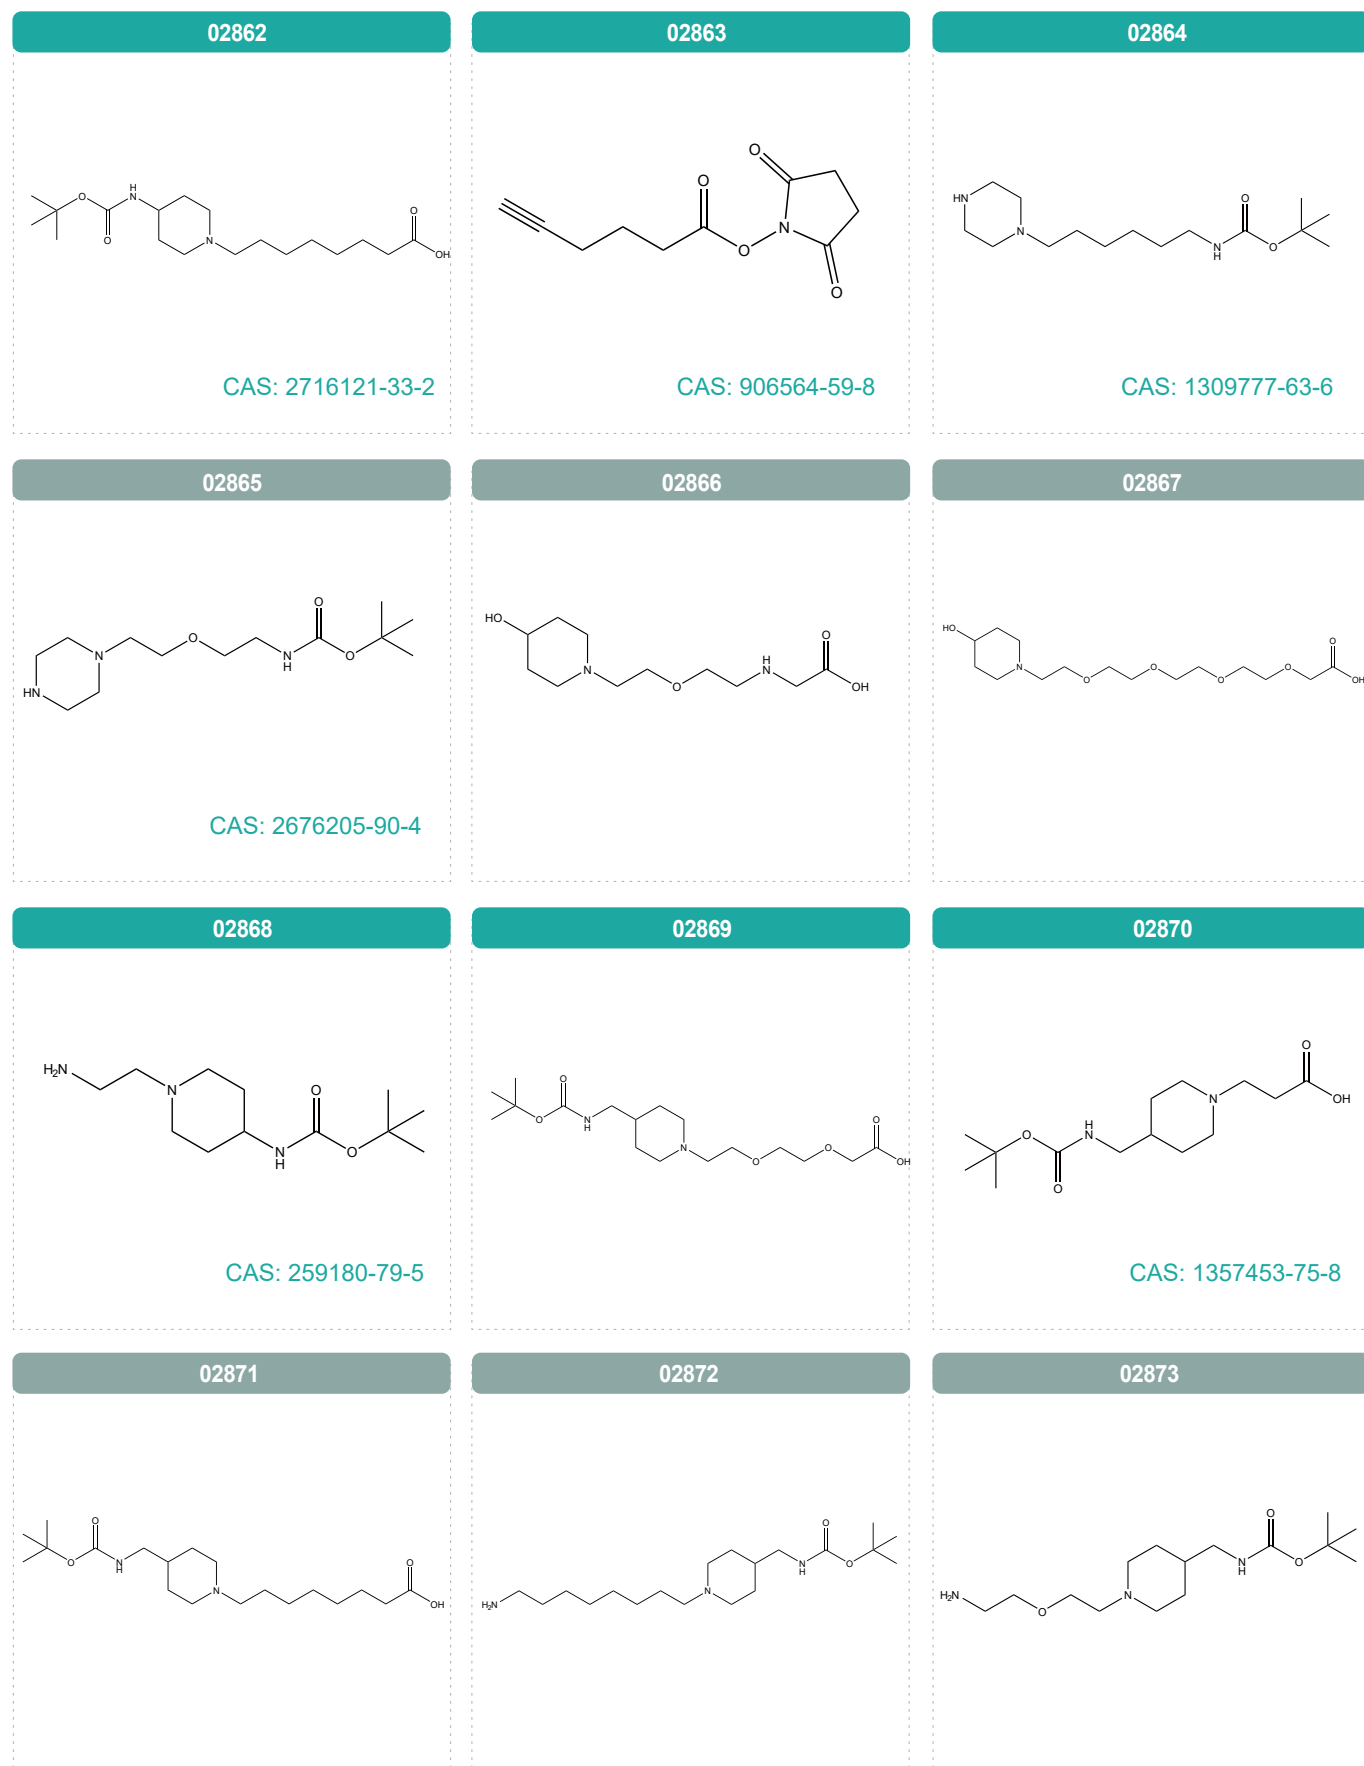 02862
02863
02864
H
N
O
O
N
O
OH
CAS: 2716121-33-2
O
O
O
N
O
CAS: 906564-59-8
HN
N
N
H
O
O
CAS: 1309777-63-6
02865
02866
02867
HN
N
O
N
H
O
O
CAS: 2676205-90-4
HO
N
O
H
N
O
OH
HO
N
O
O
O
O
O
OH
02868
02869
02870
H₂N
N
N
H
O
O
CAS: 259180-79-5
O
O
N
H
N
O
O
O
OH
O
OH
N
H
N
O
O
CAS: 1357453-75-8
02871
02872
02873
O
O
N
H
N
O
OH
H₂N
N
N
H
O
O
H₂N
O
N
N
H
O
O